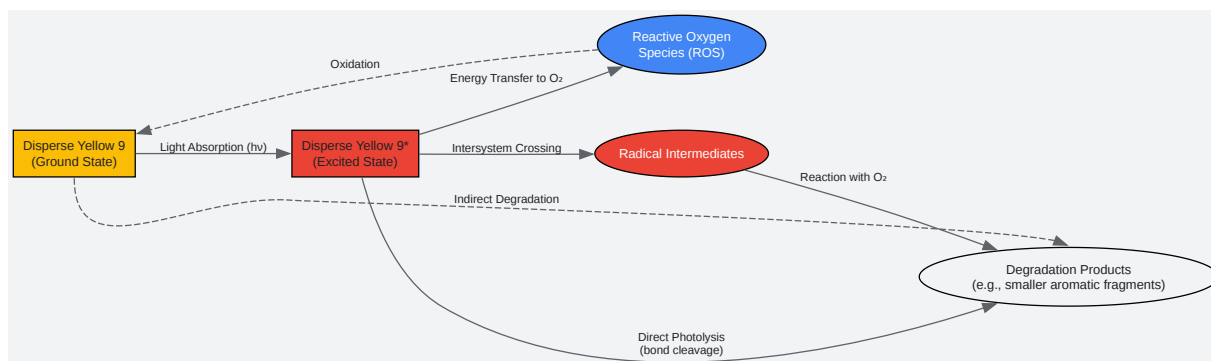 Reactive Oxygen
Species (ROS)
Oxidation
Energy Transfer to O₂
Disperse Yellow 9
(Ground State)
Light Absorption (hν)
Disperse Yellow 9*
(Excited State)
Intersystem Crossing
Radical Intermediates
Reaction with O₂
Indirect Degradation
Degradation Products
(e.g., smaller aromatic fragments)
Direct Photolysis
(bond cleavage)